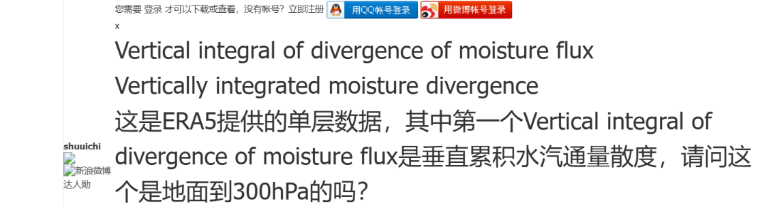 您需要 登录 才可以下载或查看，没有帐号？立即注册 用QQ帐号登录 用微博帐号登录
x
Vertical integral of divergence of moisture flux
Vertically integrated moisture divergence
这是ERA5提供的单层数据，其中第一个Vertical integral of
divergence of moisture flux是垂直累积水汽通量散度，请问这
个是地面到300hPa的吗？
shuuichi
新浪微博
达人勋